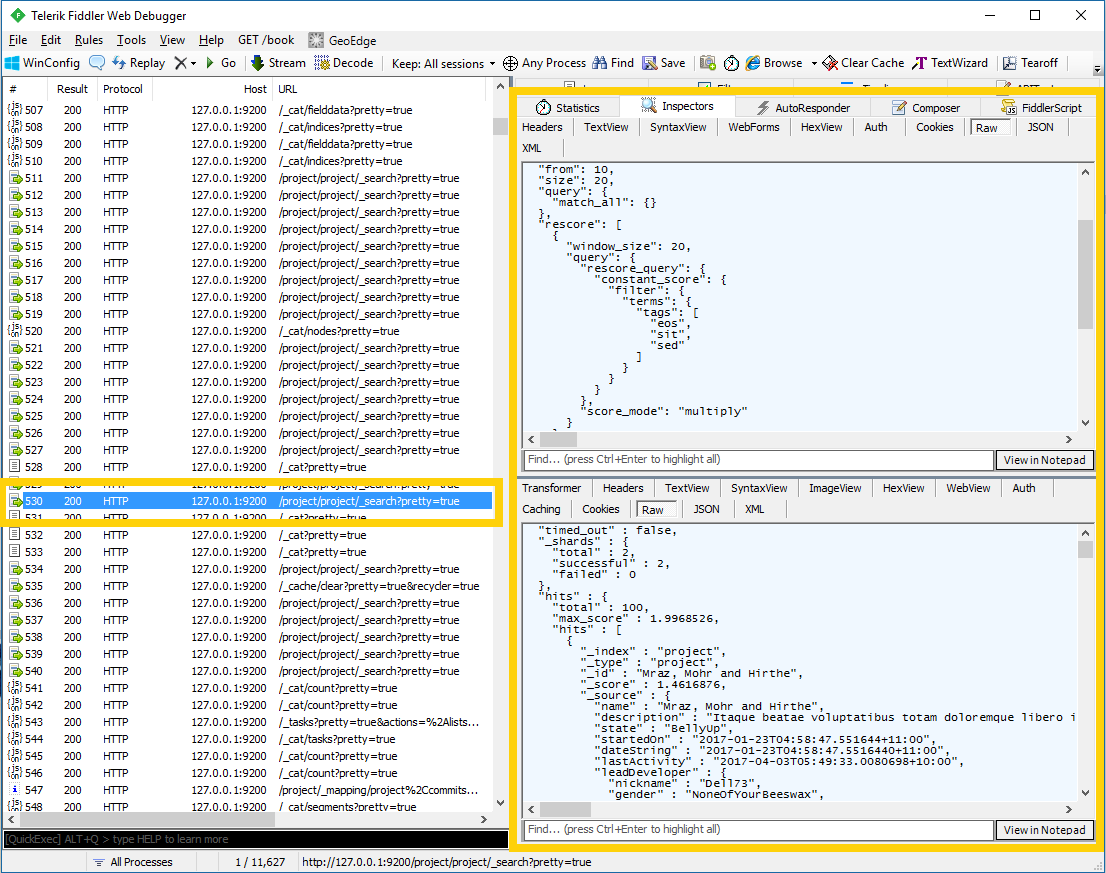 Telerik Fiddler Web Debugger
File Edit Rules Tools View Help GET /book GeoEdge
WinConfig Replay Go Stream Decode Keep: All sessions Any Process Find Save Browse Clear Cache TextWizard Tearoff
# Result Protocol Host URL
507 200 HTTP 127.0.0.1:9200 /_cat/fielddata?pretty=true
508 200 HTTP 127.0.0.1:9200 /_cat/indices?pretty=true
509 200 HTTP 127.0.0.1:9200 /_cat/fielddata?pretty=true
510 200 HTTP 127.0.0.1:9200 /_cat/indices?pretty=true
511 200 HTTP 127.0.0.1:9200 /project/project/_search?pretty=true
512 200 HTTP 127.0.0.1:9200 /project/project/_search?pretty=true
513 200 HTTP 127.0.0.1:9200 /project/project/_search?pretty=true
514 200 HTTP 127.0.0.1:9200 /project/project/_search?pretty=true
515 200 HTTP 127.0.0.1:9200 /project/project/_search?pretty=true
516 200 HTTP 127.0.0.1:9200 /project/project/_search?pretty=true
517 200 HTTP 127.0.0.1:9200 /project/project/_search?pretty=true
518 200 HTTP 127.0.0.1:9200 /project/project/_search?pretty=true
519 200 HTTP 127.0.0.1:9200 /project/project/_search?pretty=true
520 200 HTTP 127.0.0.1:9200 /_cat/nodes?pretty=true
521 200 HTTP 127.0.0.1:9200 /project/project/_search?pretty=true
522 200 HTTP 127.0.0.1:9200 /project/project/_search?pretty=true
523 200 HTTP 127.0.0.1:9200 /project/project/_search?pretty=true
524 200 HTTP 127.0.0.1:9200 /project/project/_search?pretty=true
525 200 HTTP 127.0.0.1:9200 /project/project/_search?pretty=true
526 200 HTTP 127.0.0.1:9200 /project/project/_search?pretty=true
527 200 HTTP 127.0.0.1:9200 /project/project/_search?pretty=true
528 200 HTTP 127.0.0.1:9200 /_cat?pretty=true
530 200 HTTP 127.0.0.1:9200 /project/project/_search?pretty=true
531 200 HTTP 127.0.0.1:9200 /_cat?pretty=true
532 200 HTTP 127.0.0.1:9200 /_cat?pretty=true
533 200 HTTP 127.0.0.1:9200 /_cat?pretty=true
534 200 HTTP 127.0.0.1:9200 /project/project/_search?pretty=true
535 200 HTTP 127.0.0.1:9200 /_cache/clear?pretty=true&recycler=true
536 200 HTTP 127.0.0.1:9200 /project/project/_search?pretty=true
537 200 HTTP 127.0.0.1:9200 /project/project/_search?pretty=true
538 200 HTTP 127.0.0.1:9200 /project/project/_search?pretty=true
539 200 HTTP 127.0.0.1:9200 /project/project/_search?pretty=true
540 200 HTTP 127.0.0.1:9200 /project/project/_search?pretty=true
541 200 HTTP 127.0.0.1:9200 /_cat/count?pretty=true
542 200 HTTP 127.0.0.1:9200 /_cat/count?pretty=true
543 200 HTTP 127.0.0.1:9200 /_tasks?pretty=true&actions=%2Alists...
544 200 HTTP 127.0.0.1:9200 /_cat/tasks?pretty=true
545 200 HTTP 127.0.0.1:9200 /_cat/count?pretty=true
546 200 HTTP 127.0.0.1:9200 /_cat/count?pretty=true
547 200 HTTP 127.0.0.1:9200 /project/_mapping/project%2Ccommits...
548 200 HTTP 127.0.0.1:9200 /_cat/segments?pretty=true
[QuickExec] ALT+Q > type HELP to learn more
All Processes 1 / 11,627 http://127.0.0.1:9200/project/project/_search?pretty=true
Statistics Inspectors AutoResponder Composer FiddlerScript
Headers TextView SyntaxView WebForms HexView Auth Cookies Raw JSON
XML
"from": 10,
"size": 20,
"query": {
"match_all": {}
},
"rescore": [
{
"window_size": 20,
"query": {
"rescore_query": {
"constant_score": {
"filter": {
"terms": {
"tags": [
"eos",
"sit",
"sed"
]
}
}
}
},
"score_mode": "multiply"
}
Find... (press Ctrl+Enter to highlight all) View in Notepad
Transformer Headers TextView SyntaxView ImageView HexView WebView Auth
Caching Cookies Raw JSON XML
"timed_out" : false,
"_shards" : {
"total" : 2,
"successful" : 2,
"failed" : 0
},
"hits" : {
"total" : 100,
"max_score" : 1.9968526,
"hits" : [
{
"_index" : "project",
"_type" : "project",
"_id" : "Mraz, Mohr and Hirthe",
"_score" : 1.4616876,
"_source" : {
"name" : "Mraz, Mohr and Hirthe",
"description" : "Itaque beatae voluptatibus totam doloremque libero i
"state" : "BellyUp",
"startedOn" : "2017-01-23T04:58:47.551644+11:00",
"dateString" : "2017-01-23T04:58:47.5516440+11:00",
"lastActivity" : "2017-04-03T05:49:33.0080698+10:00",
"leadDeveloper" : {
"nickname" : "Dell73",
"gender" : "NoneOfYourBeeswax",
Find... (press Ctrl+Enter to highlight all) View in Notepad